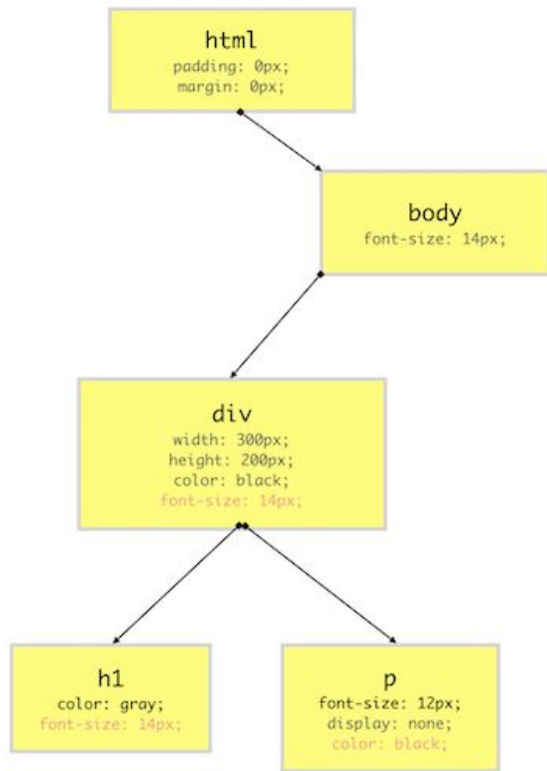 html
padding: 0px;
margin: 0px;
body
font-size: 14px;
div
width: 300px;
height: 200px;
color: black;
font-size: 14px;
h1
color: gray;
font-size: 14px;
p
font-size: 12px;
display: none;
color: black;